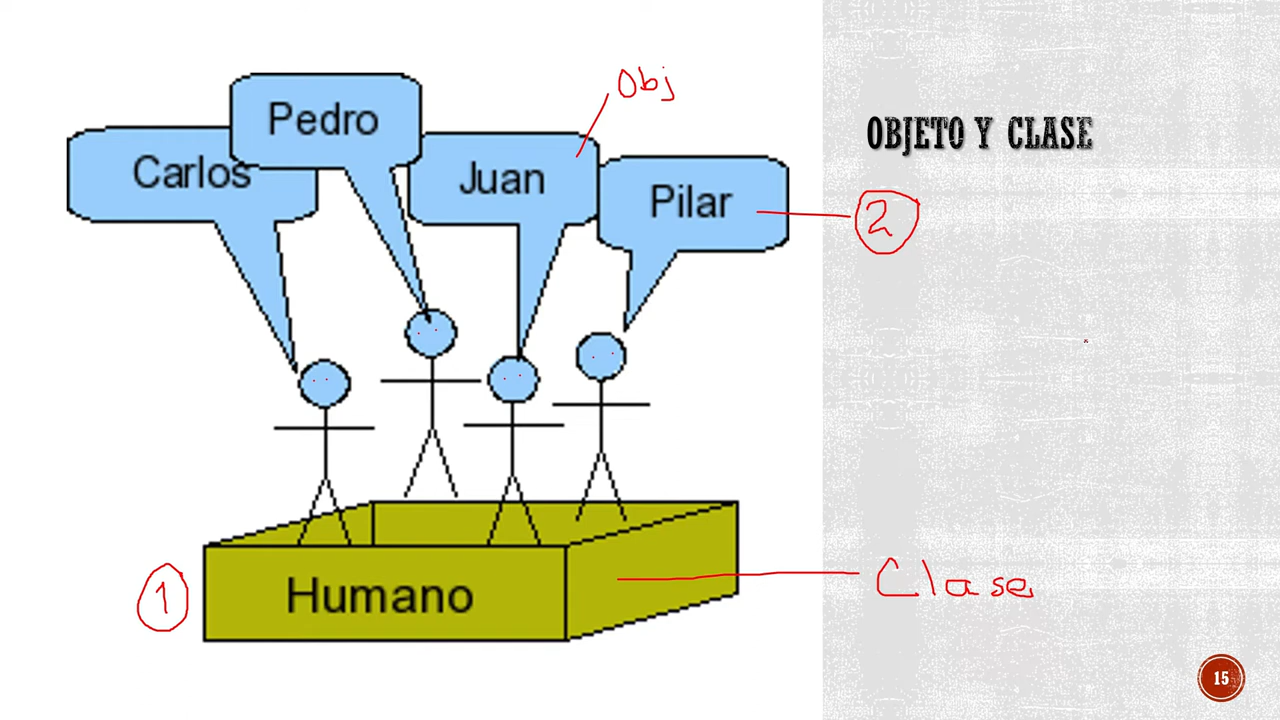 Obj
Pedro
Carlos
Juan
Pilar
OBJETO Y CLASE
2
1
Humano
Clase
15